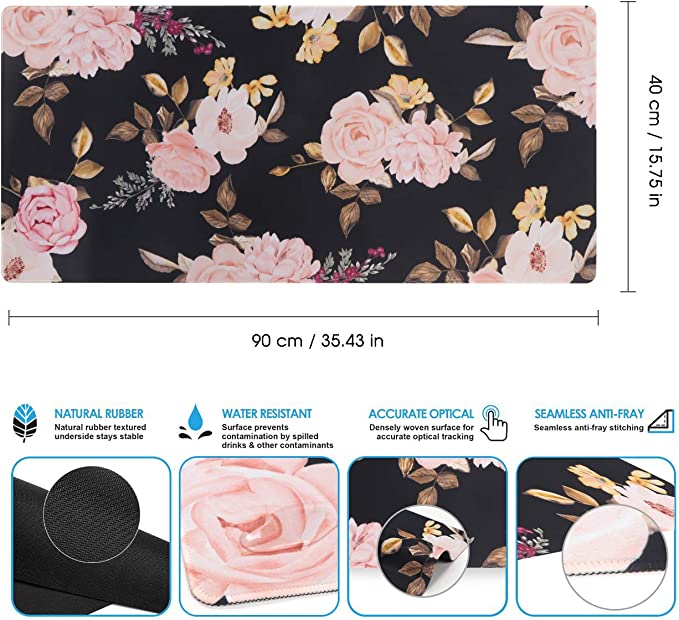 40 cm / 15.75 in
90 cm / 35.43 in
NATURAL RUBBER
Natural rubber textured
underside stays stable
WATER RESISTANT
Surface prevents
contamination by spilled
drinks & other contaminants
ACCURATE OPTICAL
Densely woven surface for
accurate optical tracking
SEAMLESS ANTI-FRAY
Seamless anti-fray stitching